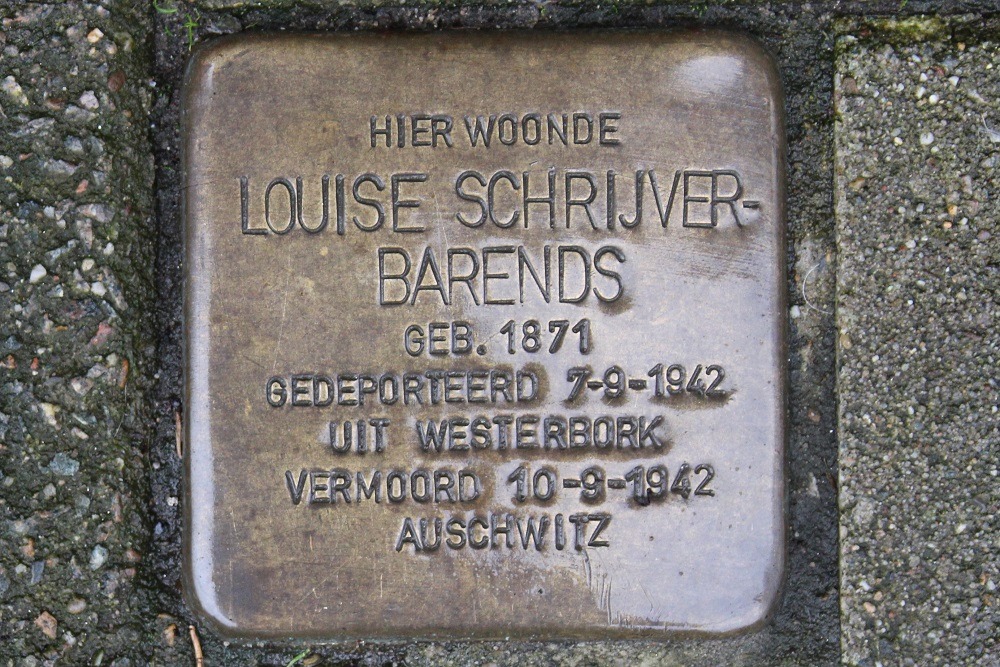 HIER WOONDE
LOUISE SCHRIJVER-
BARENDS
GEB. 1871
GEDEPORTEERD 7-9-1942
UIT WESTERBORK
VERMOORD 10-9-1942
AUSCHWITZ